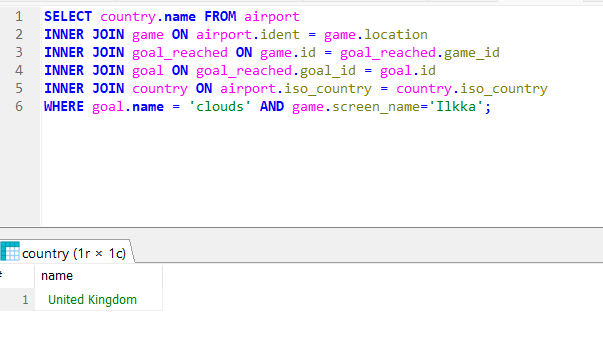 1 SELECT country.name FROM airport
2 INNER JOIN game ON airport.ident = game.location
3 INNER JOIN goal_reached ON game.id = goal_reached.game_id
4 INNER JOIN goal ON goal_reached.goal_id = goal.id
5 INNER JOIN country ON airport.iso_country = country.iso_country
6 WHERE goal.name = 'clouds' AND game.screen_name='Ilkka';
country (1r × 1c)
name
1 United Kingdom